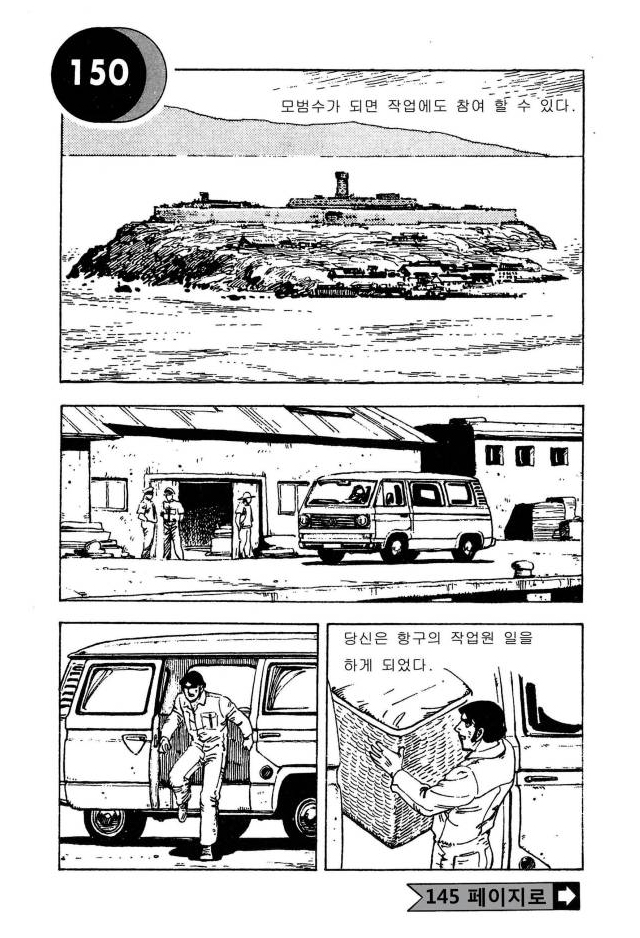 150
모범수가 되면 작업에도 참여 할 수 있다.
당신은 항구의 작업원 일을
하게 되었다.
145 페이지로